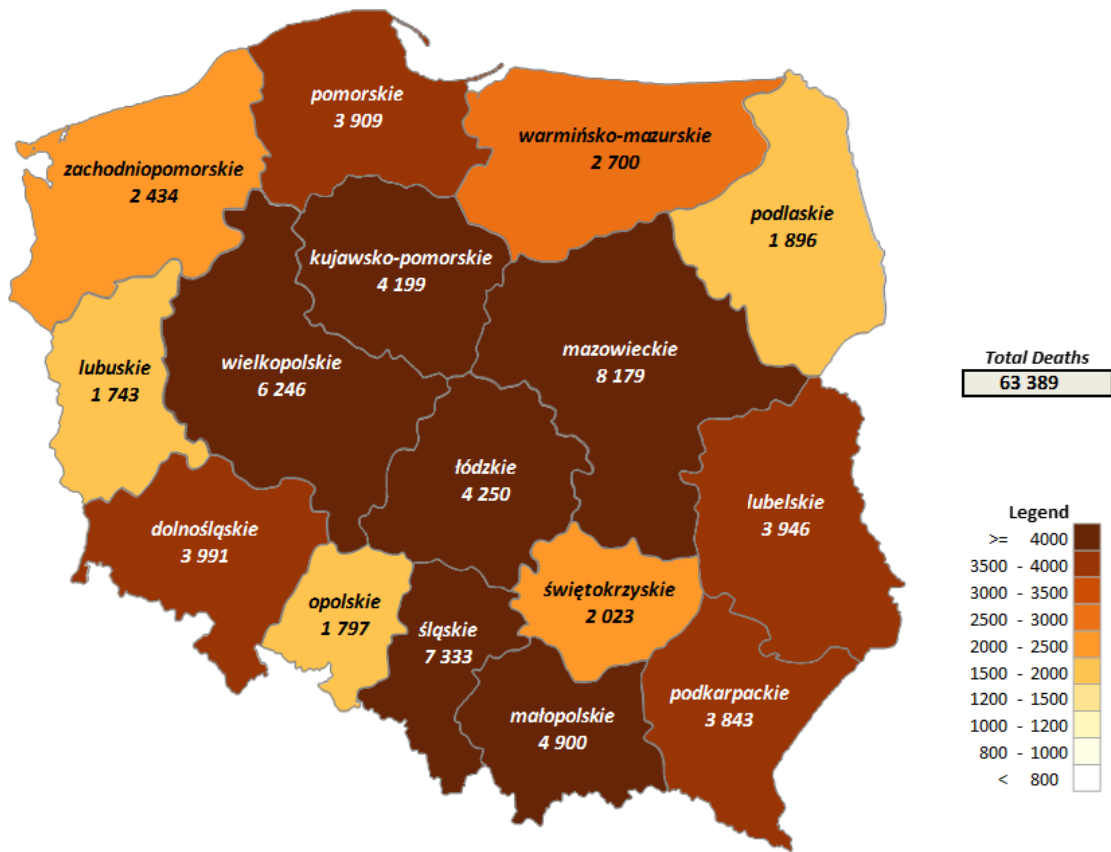 pomorskie
3 909
warmińsko-mazurskie
2 700
zachodniopomorskie
2 434
podlaskie
1 896
kujawsko-pomorskie
4 199
mazowieckie
8 179
wielkopolskie
6 246
lubuskie
1 743
Total Deaths
63 389
łódzkie
4 250
lubelskie
3 946
dolnośląskie
3 991
świętokrzyskie
2 023
opolskie
1 797
śląskie
7 333
podkarpackie
3 843
małopolskie
4 900
Legend
>= 4000
3500 - 4000
3000 - 3500
2500 - 3000
2000 - 2500
1500 - 2000
1200 - 1500
1000 - 1200
800 - 1000
< 800